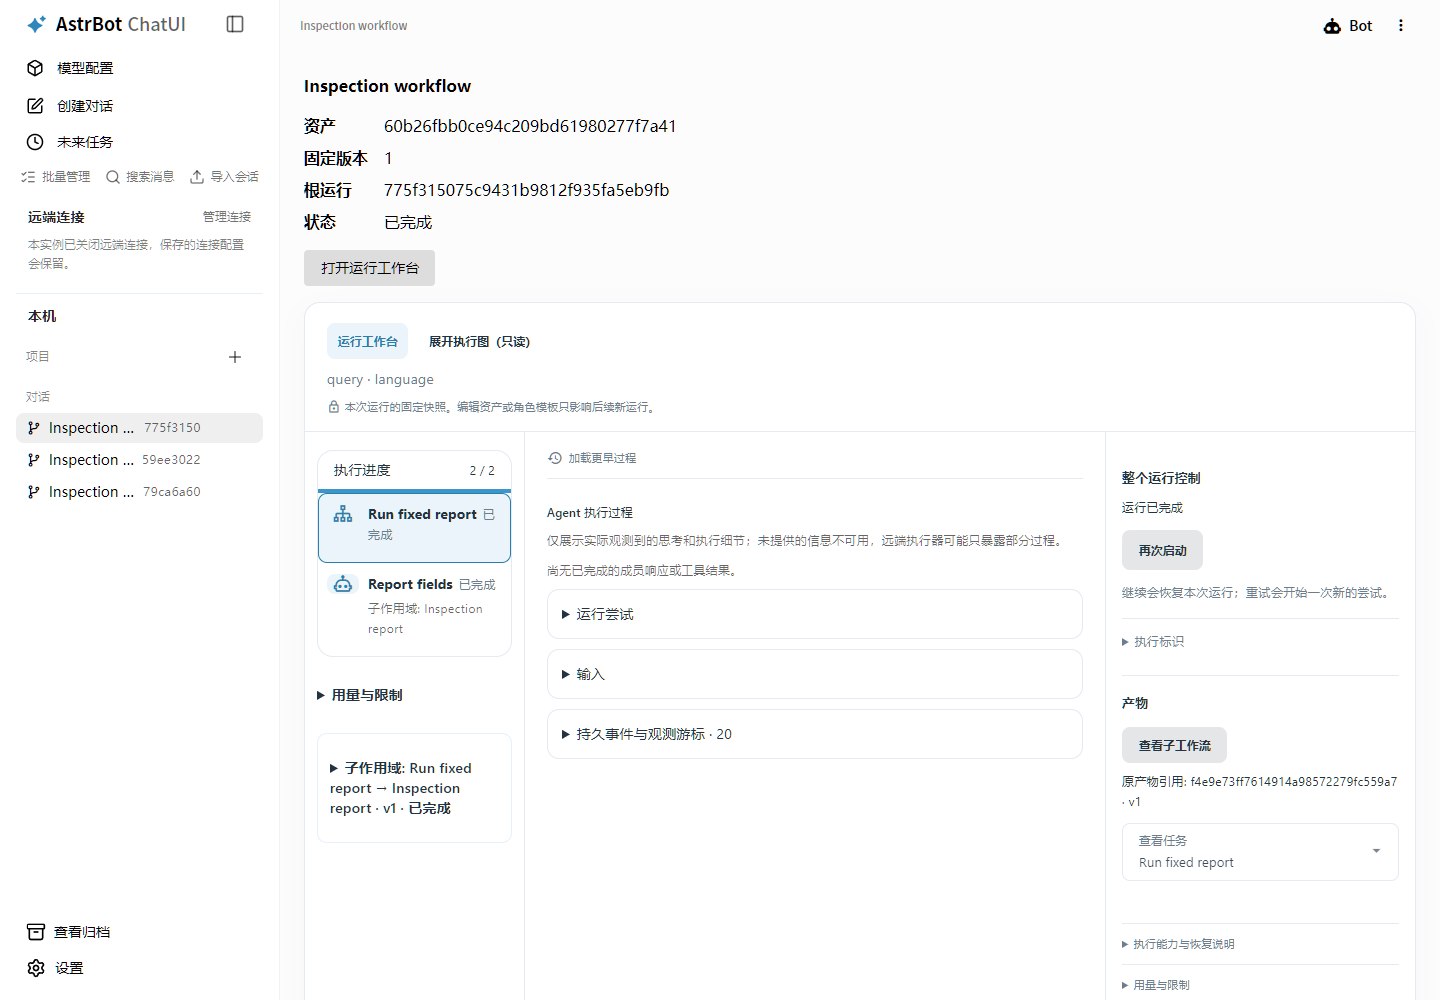 AstrBot ChatUI
模型配置
创建对话
未来任务
批量管理 搜索消息 导入会话
远端连接 管理连接
本实例已关闭远端连接，保存的连接配置
会保留。
本机
项目
对话
Inspection ... 775f3150
Inspection ... 59ee3022
Inspection ... 79ca6a60
查看归档
设置
Inspection workflow
Bot
Inspection workflow
资产 60b26fbb0ce94c209bd61980277f7a41
固定版本 1
根运行 775f315075c9431b9812f935fa5eb9fb
状态 已完成
打开运行工作台
运行工作台 展开执行图（只读）
query · language
本次运行的固定快照。编辑资产或角色模板只影响后续新运行。
执行进度 2 / 2
Run fixed report 已
完成
Report fields 已完成
子作用域: Inspection
report
用量与限制
子作用域: Run fixed
report → Inspection
report · v1 · 已完成
加载更早过程
Agent 执行过程
仅展示实际观测到的思考和执行细节；未提供的信息不可用，远端执行器可能只暴露部分过程。
尚无已完成的成员响应或工具结果。
运行尝试
输入
持久事件与观测游标 · 20
整个运行控制
运行已完成
再次启动
继续会恢复本次运行；重试会开始一次新的尝试。
执行标识
产物
查看子工作流
原产物引用: f4e9e73ff7614914a98572279fc559a7
· v1
查看任务
Run fixed report
执行能力与恢复说明
用量与限制